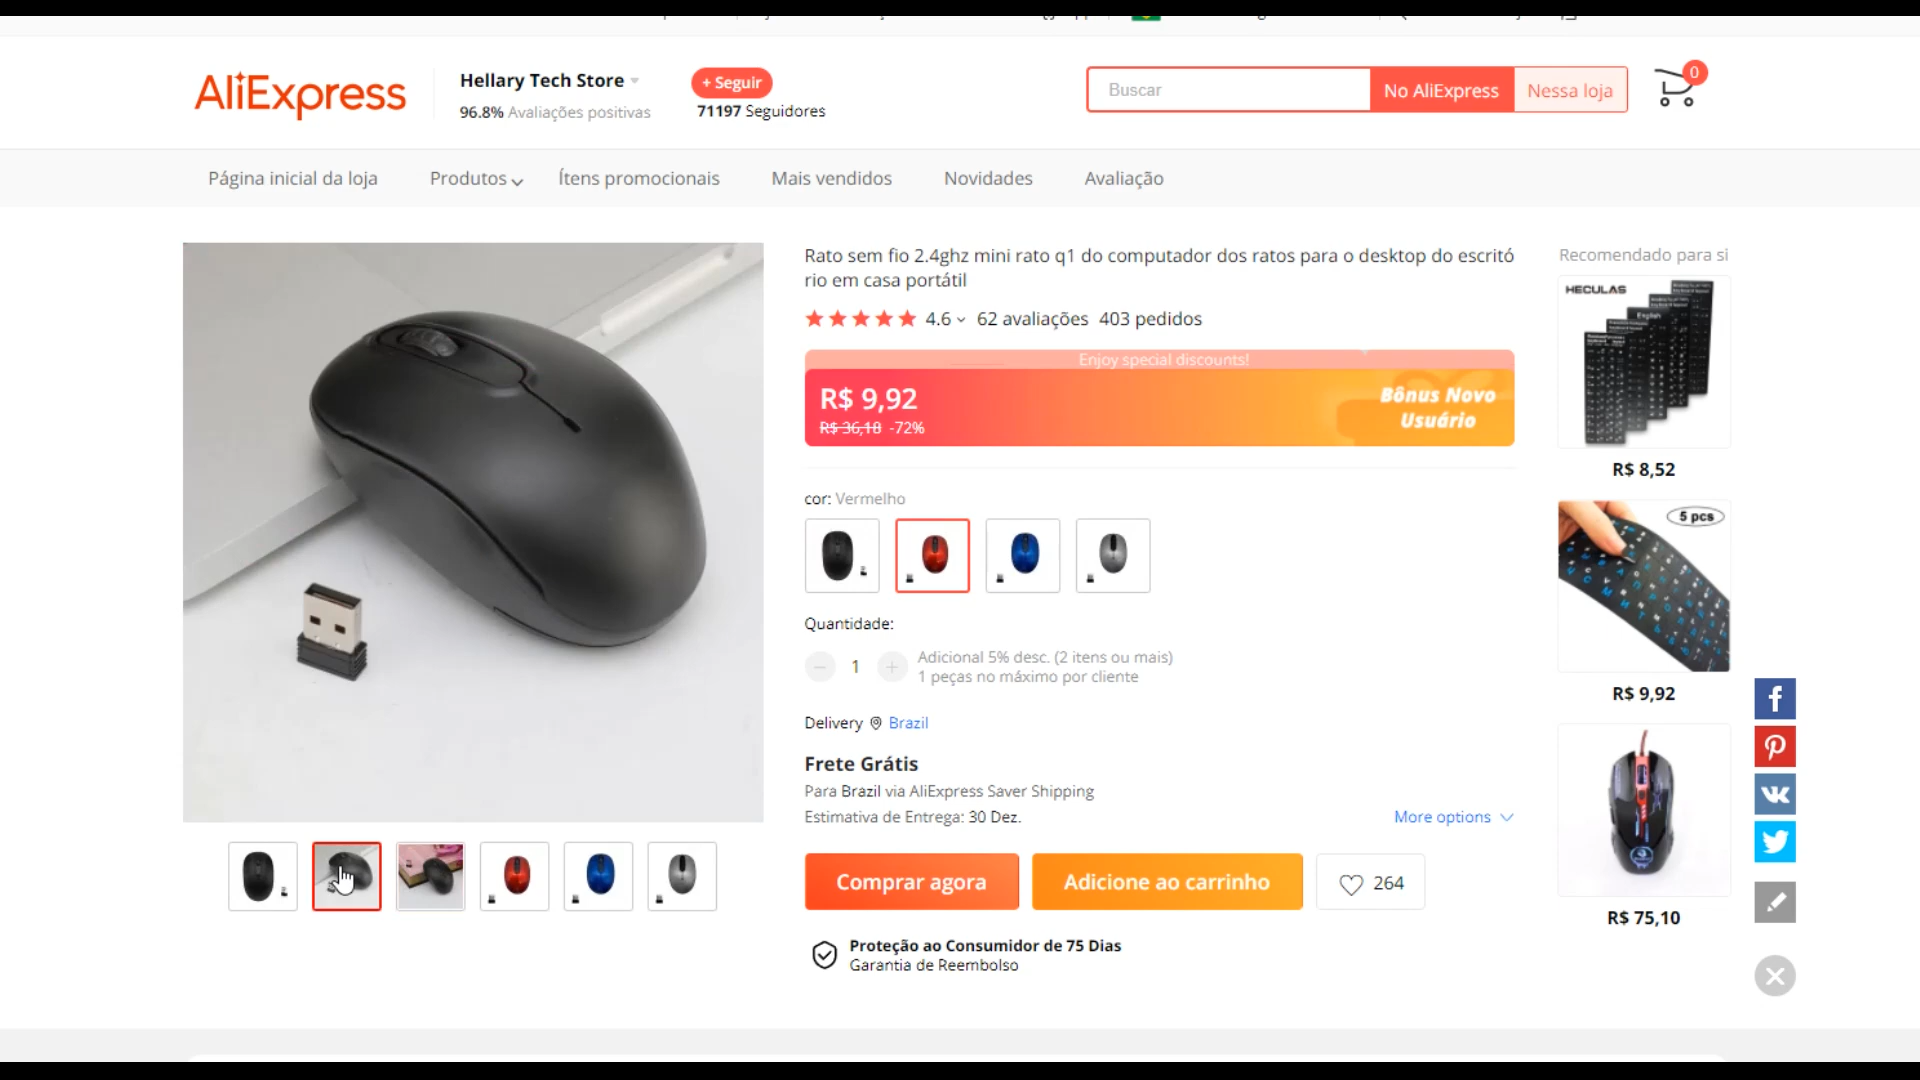 AliExpress
Hellary Tech Store
96.8% Avaliações positivas
+ Seguir
71197 Seguidores
Buscar
No AliExpress
Nessa loja
0
Página inicial da loja
Produtos
Ítens promocionais
Mais vendidos
Novidades
Avaliação
Rato sem fio 2.4ghz mini rato q1 do computador dos ratos para o desktop do escritó
rio em casa portátil
4.6
62 avaliações
403 pedidos
Enjoy special discounts!
R$ 9,92
R$ 36,18 -72%
Bônus Novo
Usuário
cor: Vermelho
Quantidade:
1
Adicional 5% desc. (2 itens ou mais)
1 peças no máximo por cliente
Delivery Brazil
Frete Grátis
Para Brazil via AliExpress Saver Shipping
Estimativa de Entrega: 30 Dez.
More options
Comprar agora
Adicione ao carrinho
264
Proteção ao Consumidor de 75 Dias
Garantia de Reembolso
Recomendado para si
HECULAS
English
R$ 8,52
5 pcs
R$ 9,92
R$ 75,10